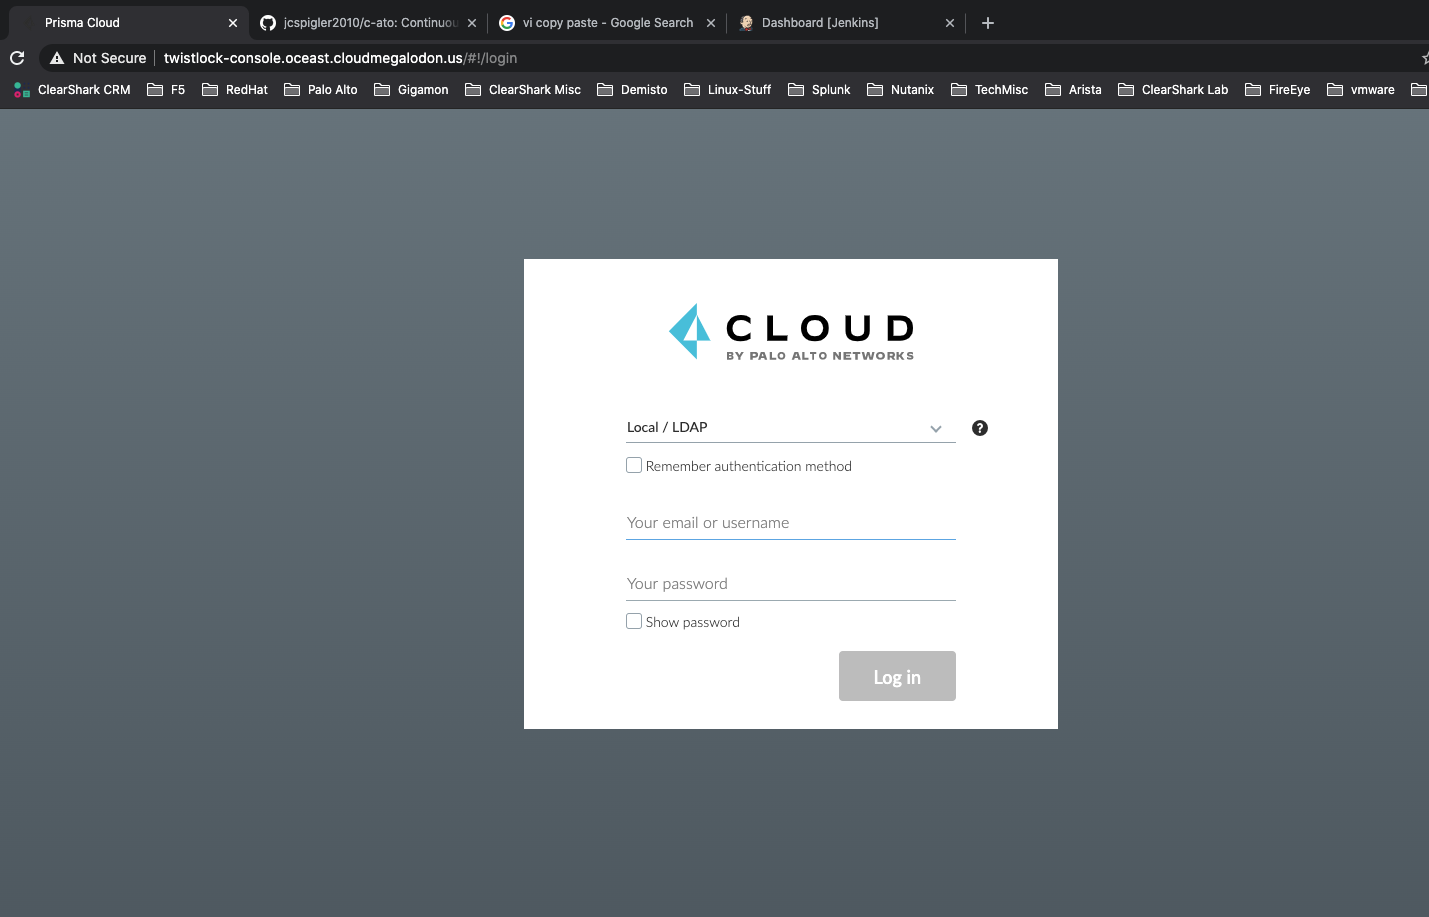 Prisma Cloud
jcspigler2010/c-ato: Continuou
vi copy paste - Google Search
Dashboard [Jenkins]
Not Secure
twistlock-console.oceast.cloudmegalodon.us/#!/login
ClearShark CRM
F5
RedHat
Palo Alto
Gigamon
ClearShark Misc
Demisto
Linux-Stuff
Splunk
Nutanix
TechMisc
Arista
ClearShark Lab
FireEye
vmware
CLOUD
BY PALO ALTO NETWORKS
Local / LDAP
?
Remember authentication method
Your email or username
Your password
Show password
Log in